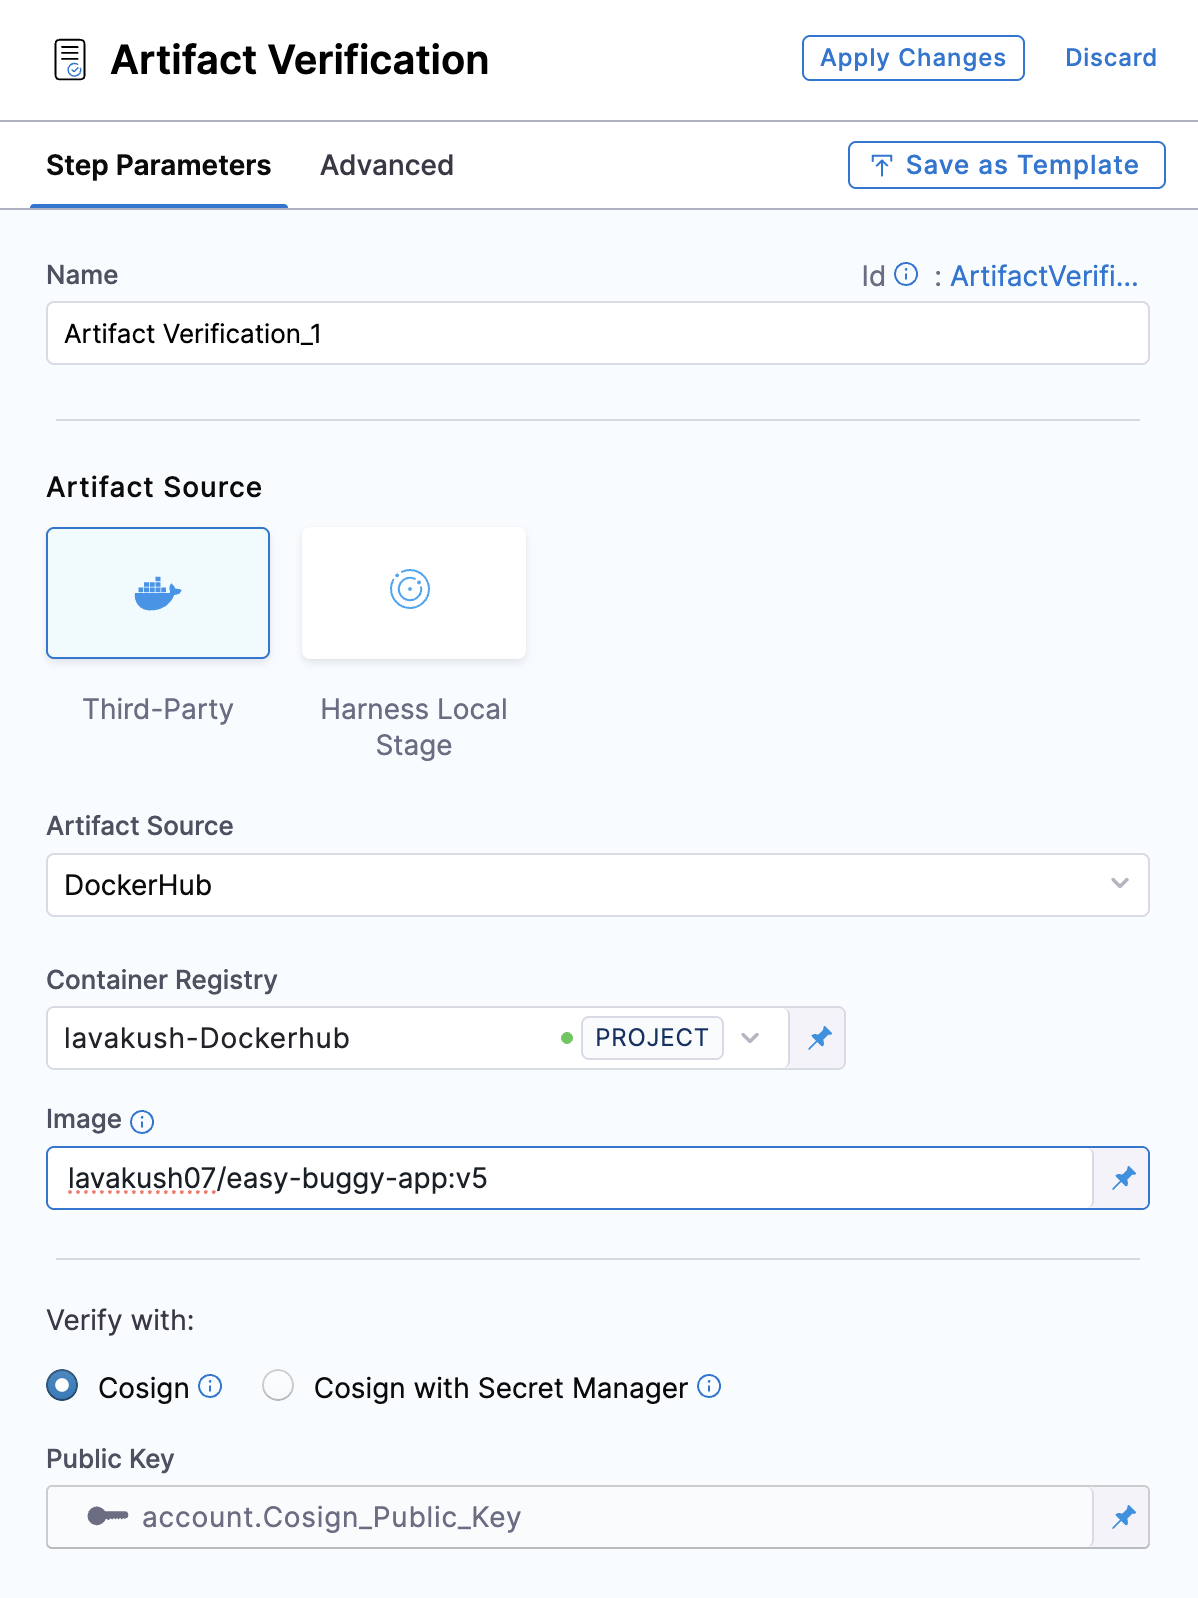 Artifact Verification
Apply Changes
Discard
Step Parameters
Advanced
Save as Template
Name
Id : ArtifactVerifi...
Artifact Verification_1
Artifact Source
Third-Party
Harness Local
Stage
Artifact Source
DockerHub
Container Registry
lavakush-Dockerhub
PROJECT
Image
lavakush07/easy-buggy-app:v5
Verify with:
Cosign
Cosign with Secret Manager
Public Key
account.Cosign_Public_Key